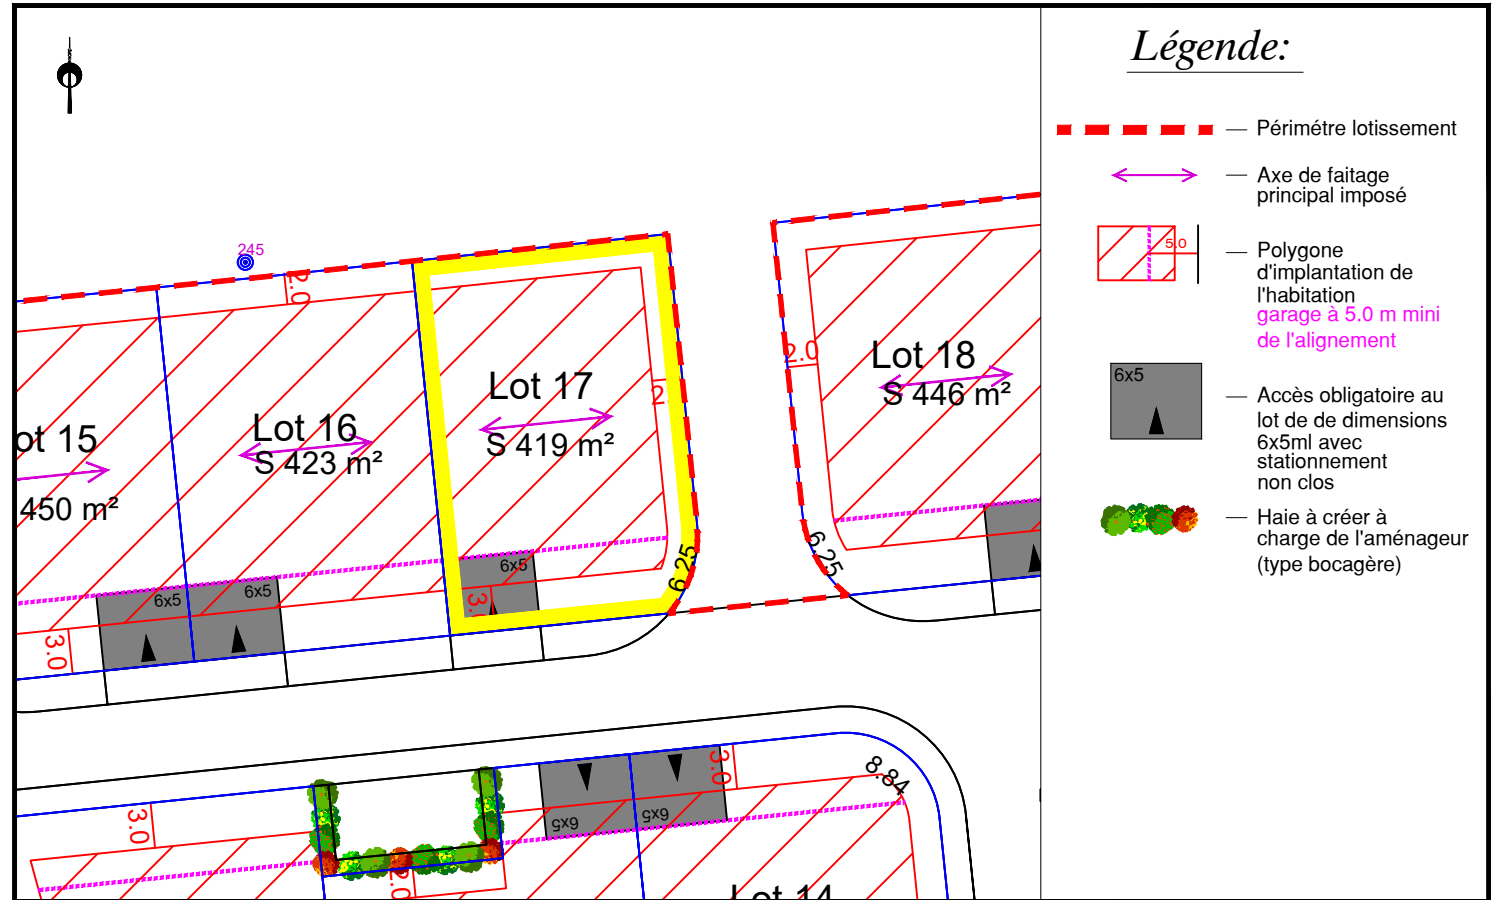 Légende:
Périmétre lotissement
Axe de faitage
principal imposé
5.0
Polygone
d'implantation de
l'habitation
garage à 5.0 m mini
de l'alignement
6x5
Accès obligatoire au
lot de de dimensions
6x5ml avec
stationnement
non clos
Haie à créer à
charge de l'aménageur
(type bocagère)
245
2.0
2.0
Lot 18
S 446 m²
Lot 17
S 419 m²
2
Lot 16
S 423 m²
ot 15
450 m²
6.25
6.25
6x5
6x5
6x5
3.0
3.0
8.84
3.0
3.0
6x5
6x5
2.0
Lot 14